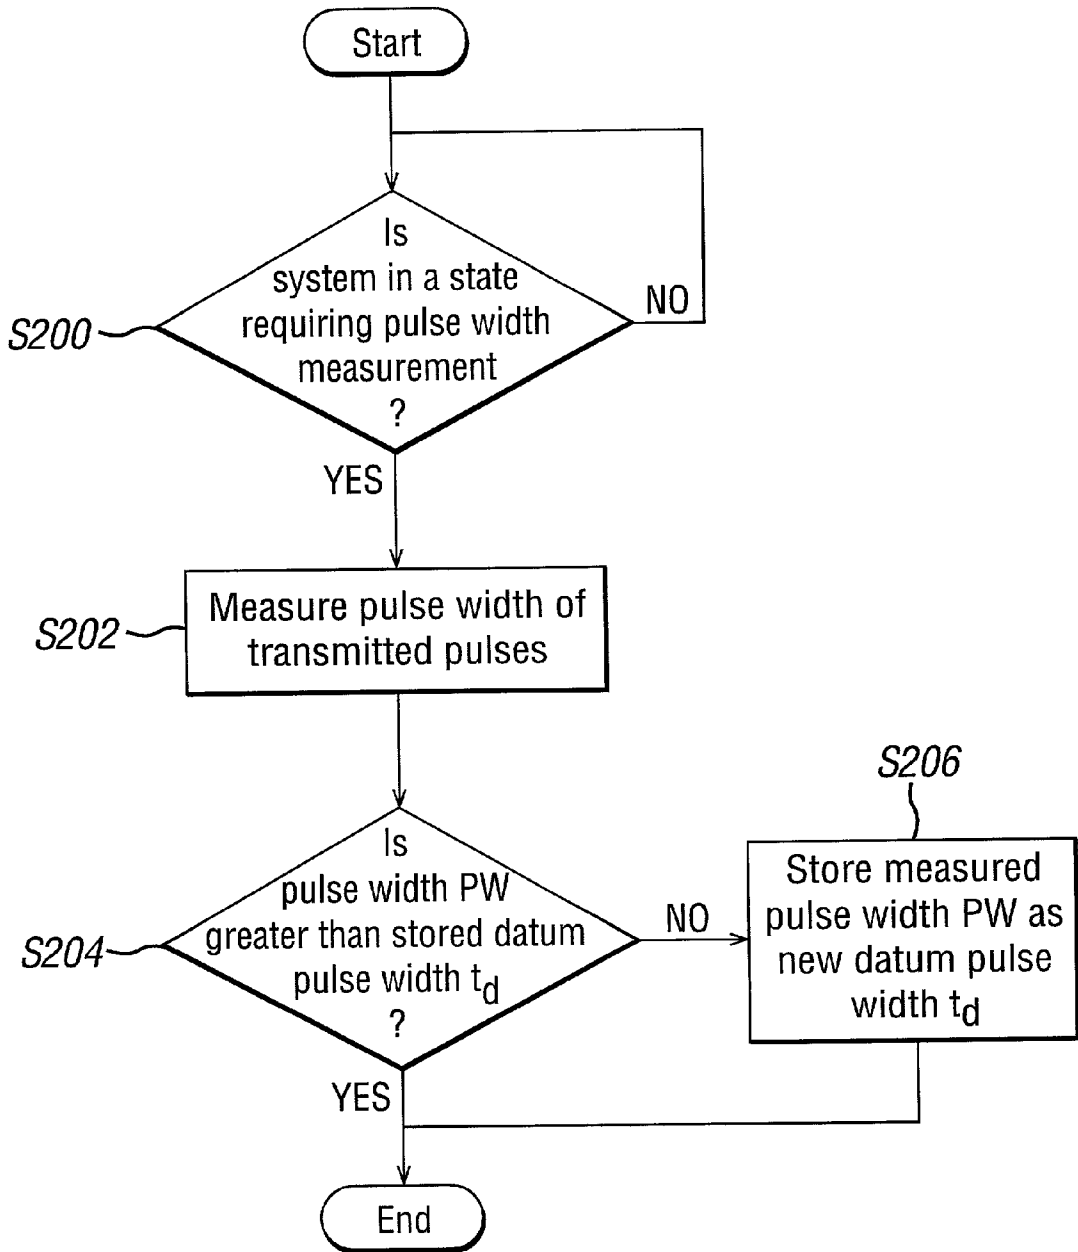 Start
Is
system in a state
requiring pulse width
measurement
?
NO
S200
YES
Measure pulse width of
transmitted pulses
S202
S206
Is
pulse width PW
greater than stored datum
pulse width td
?
NO
S204
Store measured
pulse width PW as
new datum pulse
width td
YES
End